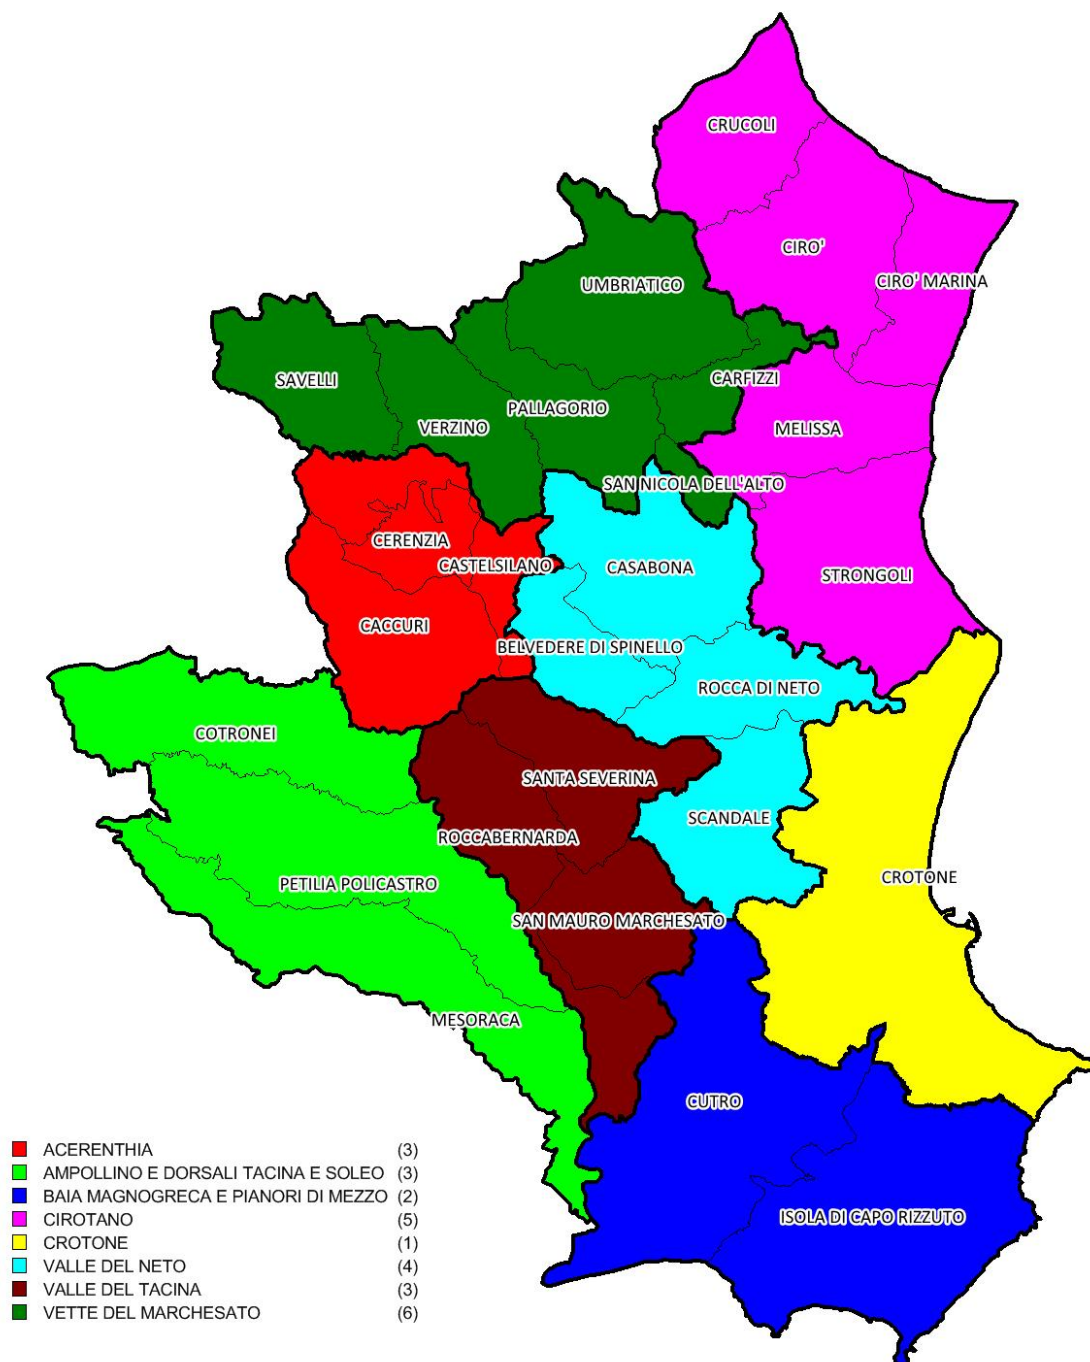 CRUCOLI
CIRO'
CIRO' MARINA
UMBRIATICO
SAVELLI
CARFIZZI
PALLAGORIO
VERZINO
MELISSA
SAN NICOLA DELL'ALTO
CERENZIA
CASTELSILANO
CASABONA
STRONGOLI
CACCURI
BELVEDERE DI SPINELLO
ROCCA DI NETO
COTRONEI
SANTA SEVERINA
SCANDALE
ROCCABERNARDA
CROTONE
PETILIA POLICASTRO
SAN MAURO MARCHESATO
MESORACA
CUTRO
ISOLA DI CAPO RIZZUTO
ACERENTHIA (3)
AMPOLLINO E DORSALI TACINA E SOLEO (3)
BAIA MAGNOGRECA E PIANORI DI MEZZO (2)
CIROTANO (5)
CROTONE (1)
VALLE DEL NETO (4)
VALLE DEL TACINA (3)
VETTE DEL MARCHESATO (6)